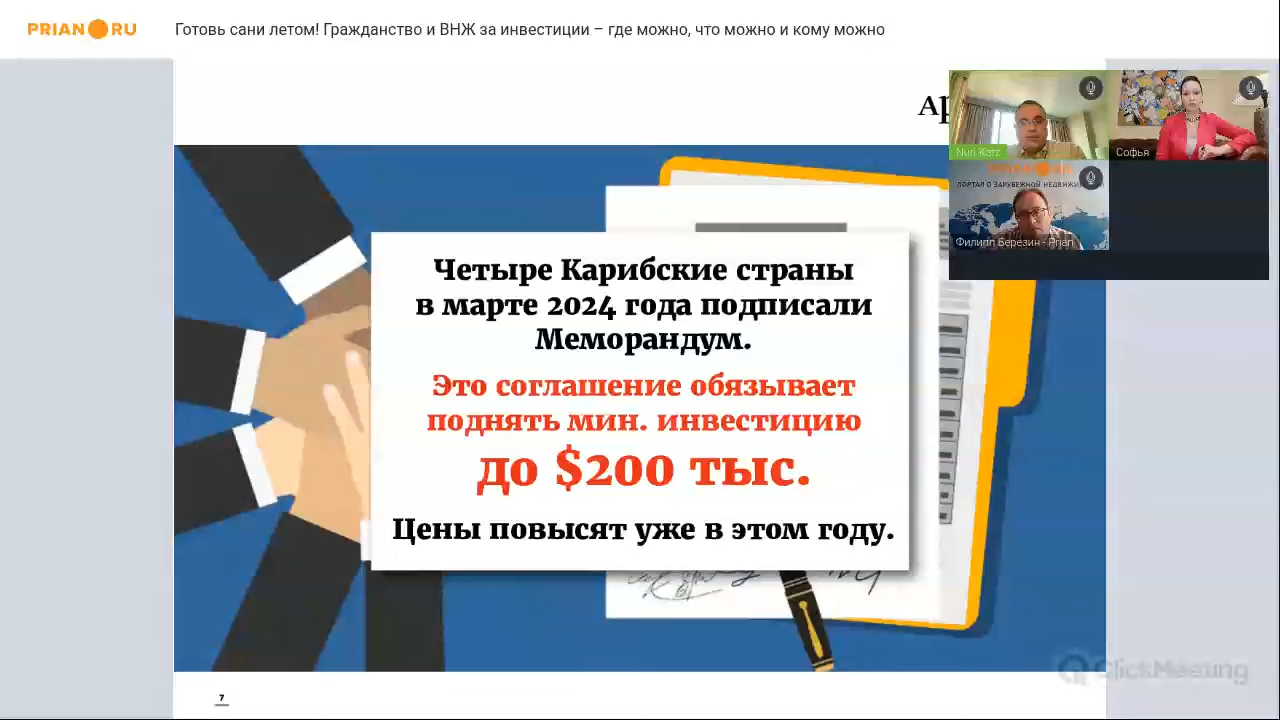 PRIAN RU
Готовь сани летом! Гражданство и ВНЖ за инвестиции – где можно, что можно и кому можно
Nuri Katz
Софья
ПОРТАЛ О ЗАРУБЕЖНОЙ
Филипп Березин - Prian
Четыре Карибские страны
в марте 2024 года подписали
Меморандум.
Это соглашение обязывает
поднять мин. инвестицию
до $200 тыс.
Цены повысят уже в этом году.
7
ClickMeeting